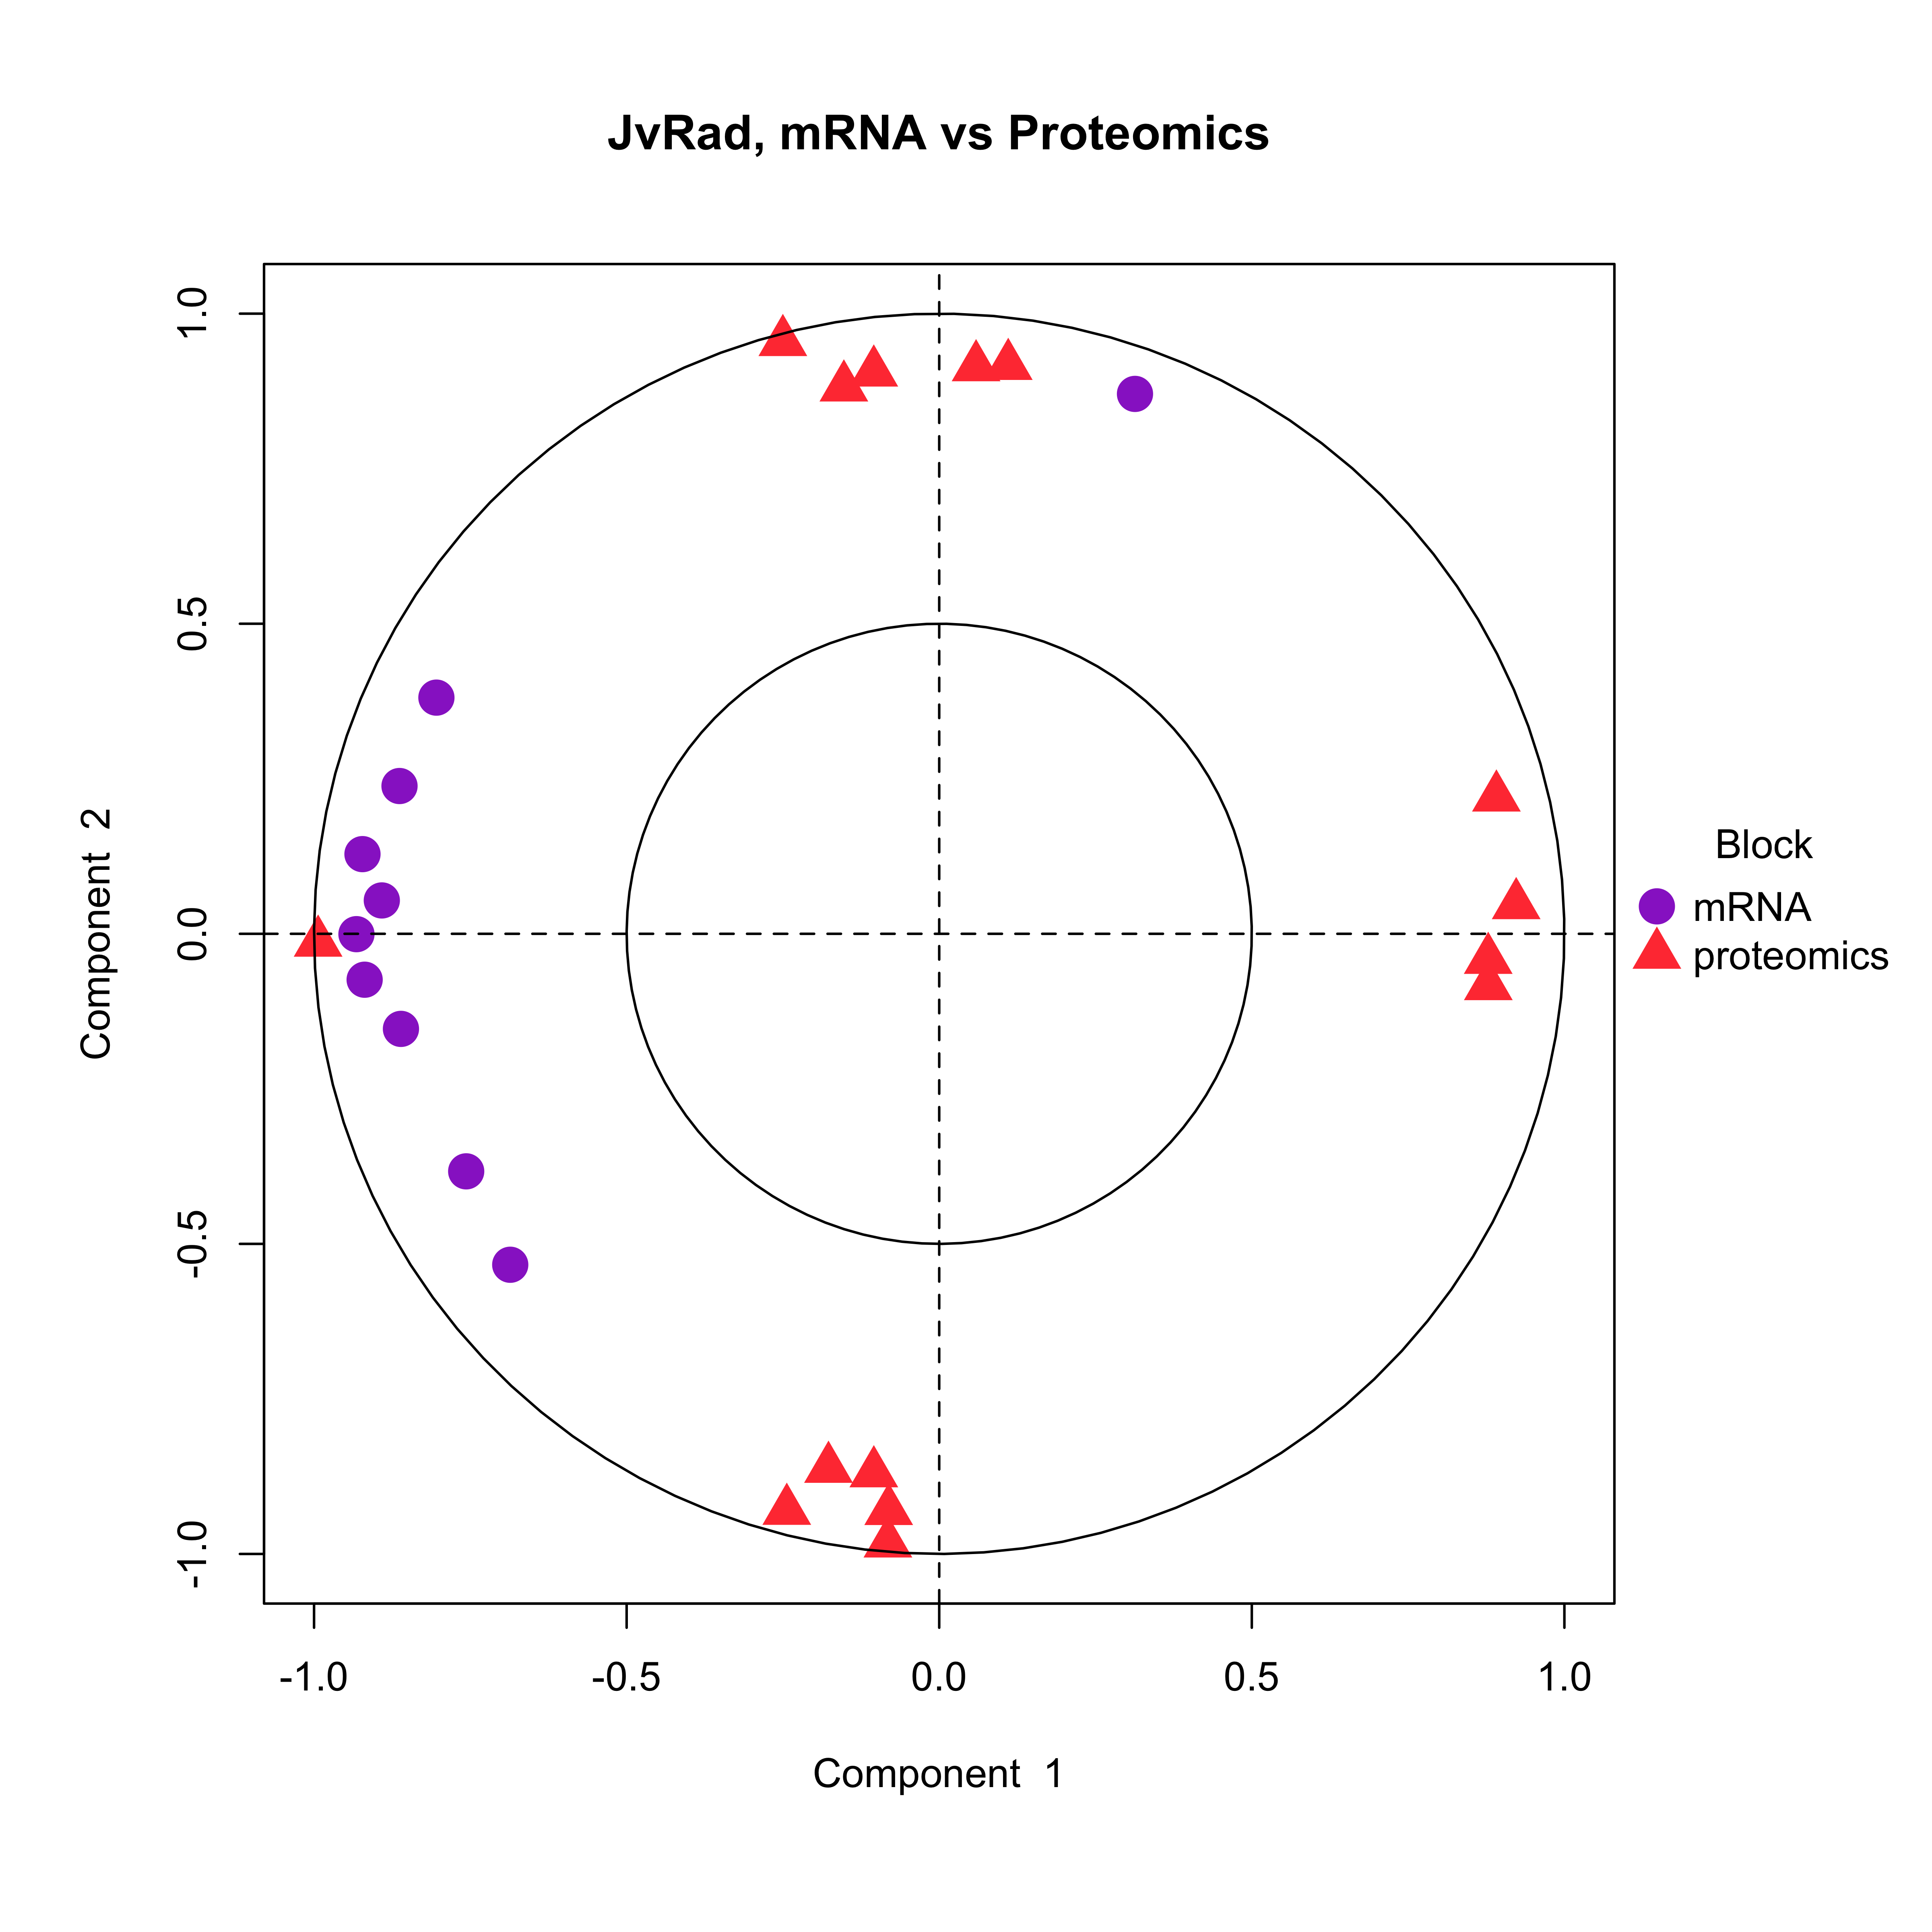 JvRad, mRNA vs Proteomics
Component 2
1.0
0.5
0.0
-0.5
-1.0
-1.0 -0.5 0.0 0.5 1.0
Component 1
Block
mRNA
proteomics